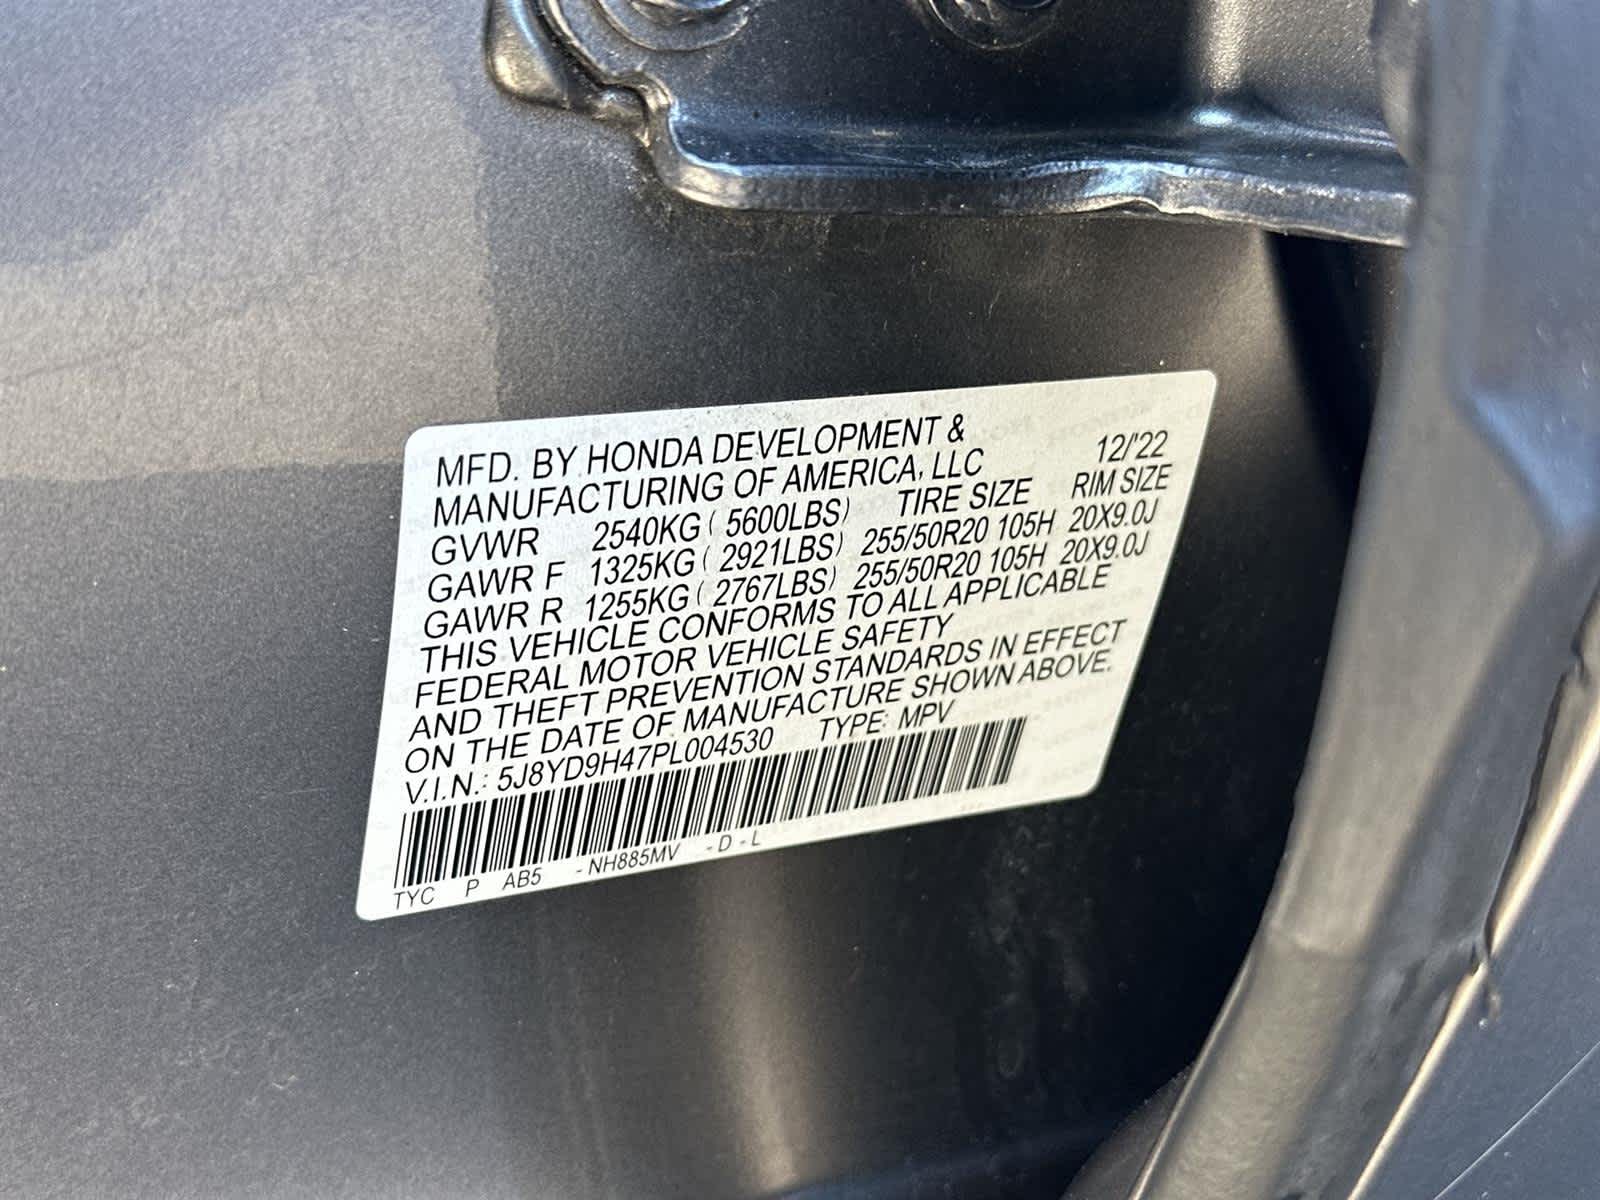 MFD. BY HONDA DEVELOPMENT &
MANUFACTURING OF AMERICA, LLC 12/'22
GVWR 2540KG ( 5600LBS) TIRE SIZE RIM SIZE
GAWR F 1325KG ( 2921LBS) 255/50R20 105H 20X9.0J
GAWR R 1255KG ( 2767LBS) 255/50R20 105H 20X9.0J
THIS VEHICLE CONFORMS TO ALL APPLICABLE
FEDERAL MOTOR VEHICLE SAFETY
AND THEFT PREVENTION STANDARDS IN EFFECT
ON THE DATE OF MANUFACTURE SHOWN ABOVE.
V.I.N.: 5J8YD9H47PL004530 TYPE: MPV
TYC P AB5 - NH885MV - D - L